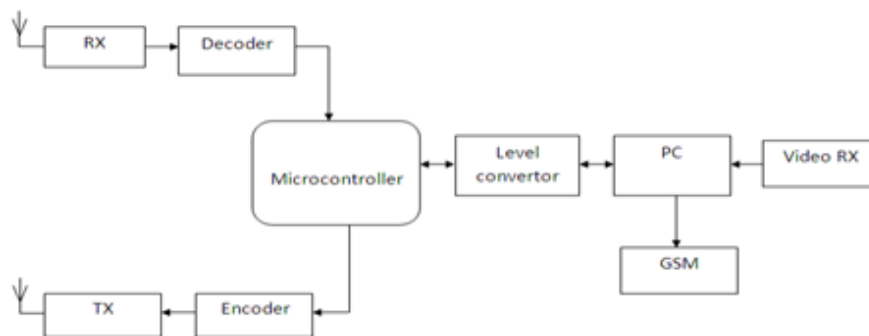 RX
Decoder
Microcontroller
Level
convertor
PC
Video RX
GSM
TX
Encoder